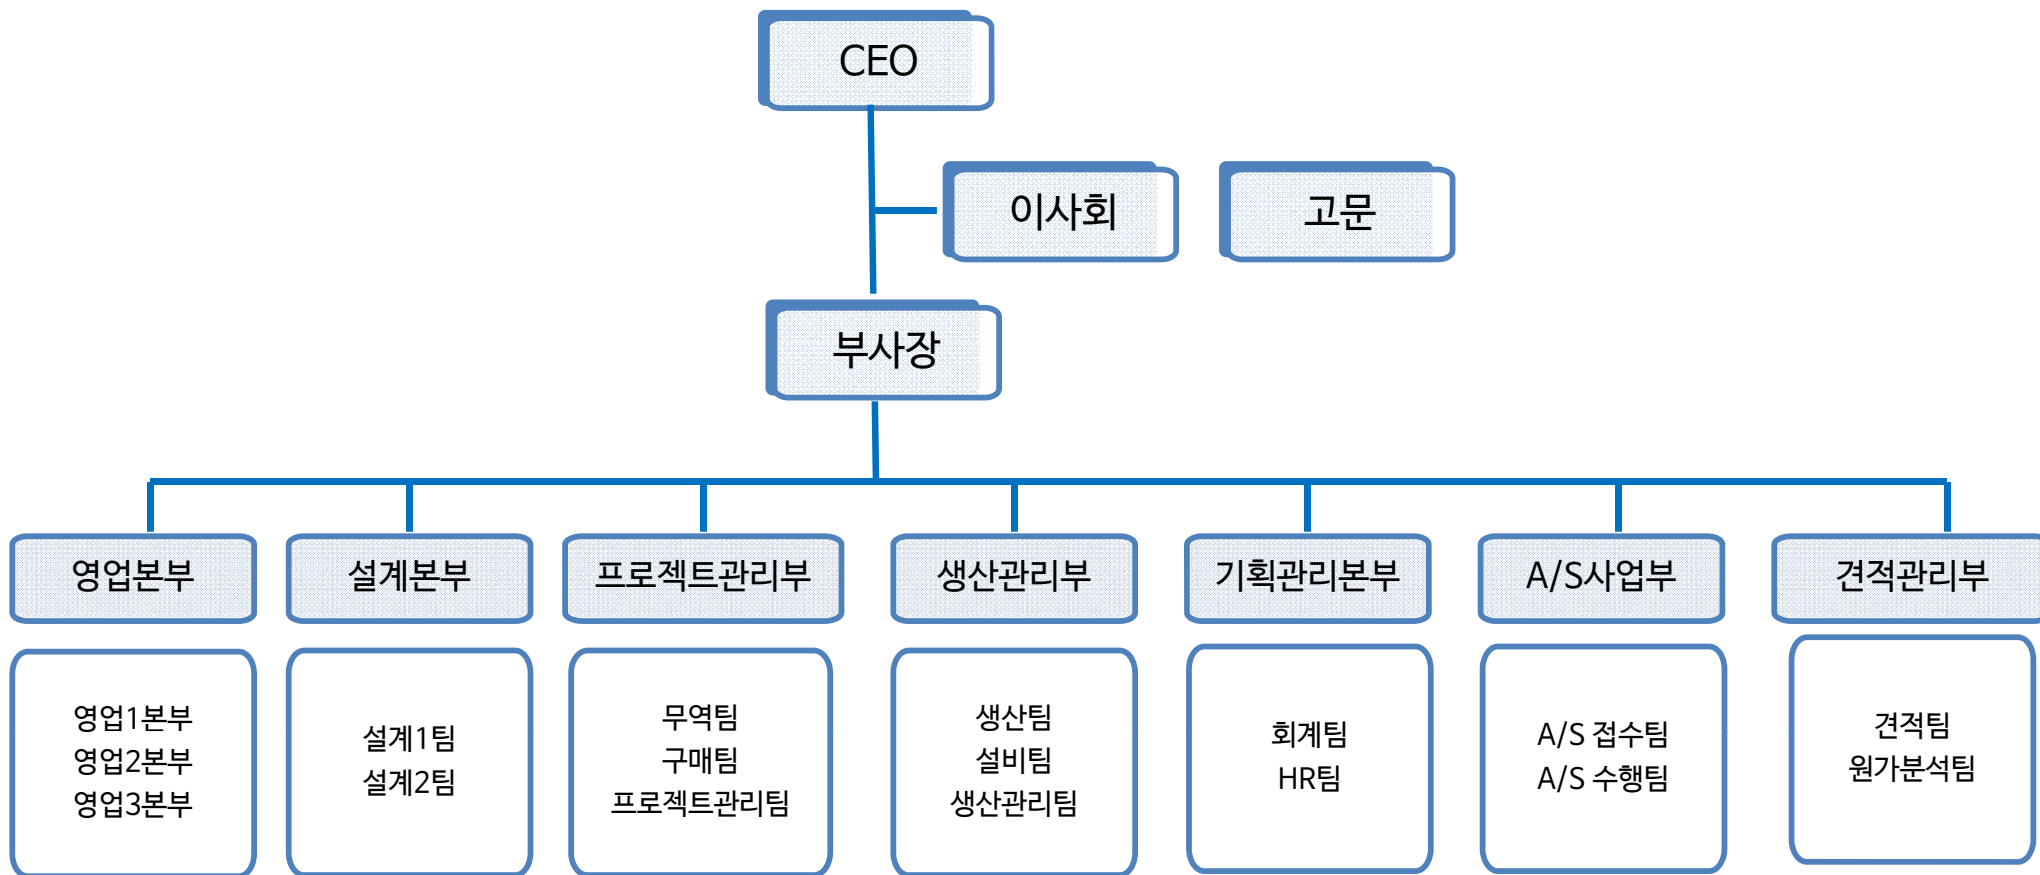 CEO
이사회
고문
부사장
영업본부
설계본부
프로젝트관리부
생산관리부
기획관리본부
A/S사업부
견적관리부
영업1본부
영업2본부
영업3본부
설계1팀
설계2팀
무역팀
구매팀
프로젝트관리팀
생산팀
설비팀
생산관리팀
회계팀
HR팀
A/S 접수팀
A/S 수행팀
견적팀
원가분석팀